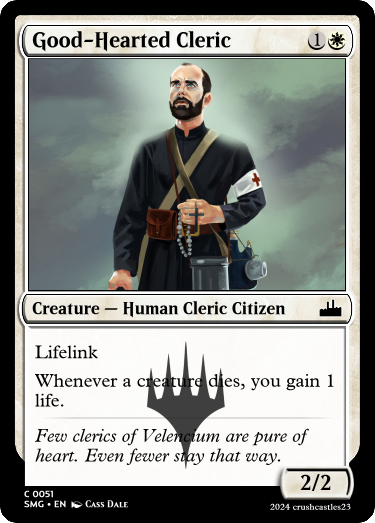 Good-Hearted Cleric 1
Creature — Human Cleric Citizen
Lifelink
Whenever a creature dies, you gain 1
life.
Few clerics of Velencium are pure of
heart. Even fewer stay that way.
2/2
C 0051
SMG • EN Cass Dale
2024 crushcastles23